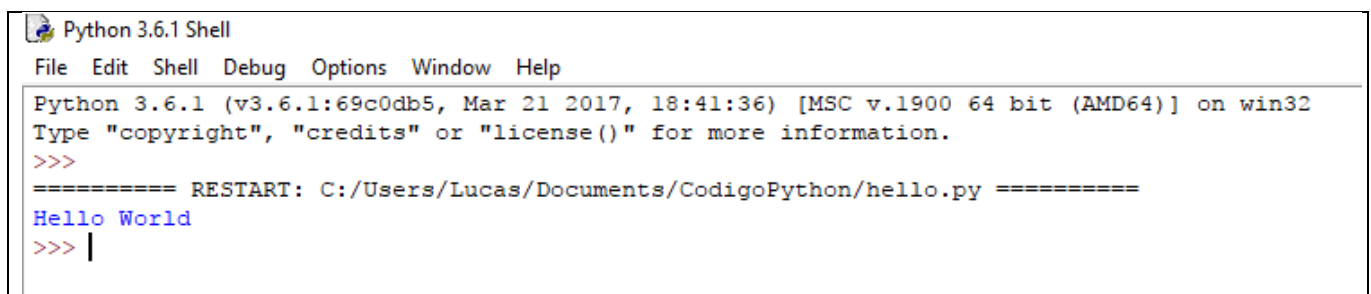 Python 3.6.1 Shell
File Edit Shell Debug Options Window Help
Python 3.6.1 (v3.6.1:69c0db5, Mar 21 2017, 18:41:36) [MSC v.1900 64 bit (AMD64)] on win32
Type "copyright", "credits" or "license()" for more information.
>>>
========== RESTART: C:/Users/Lucas/Documents/CodigoPython/hello.py ==========
Hello World
>>>